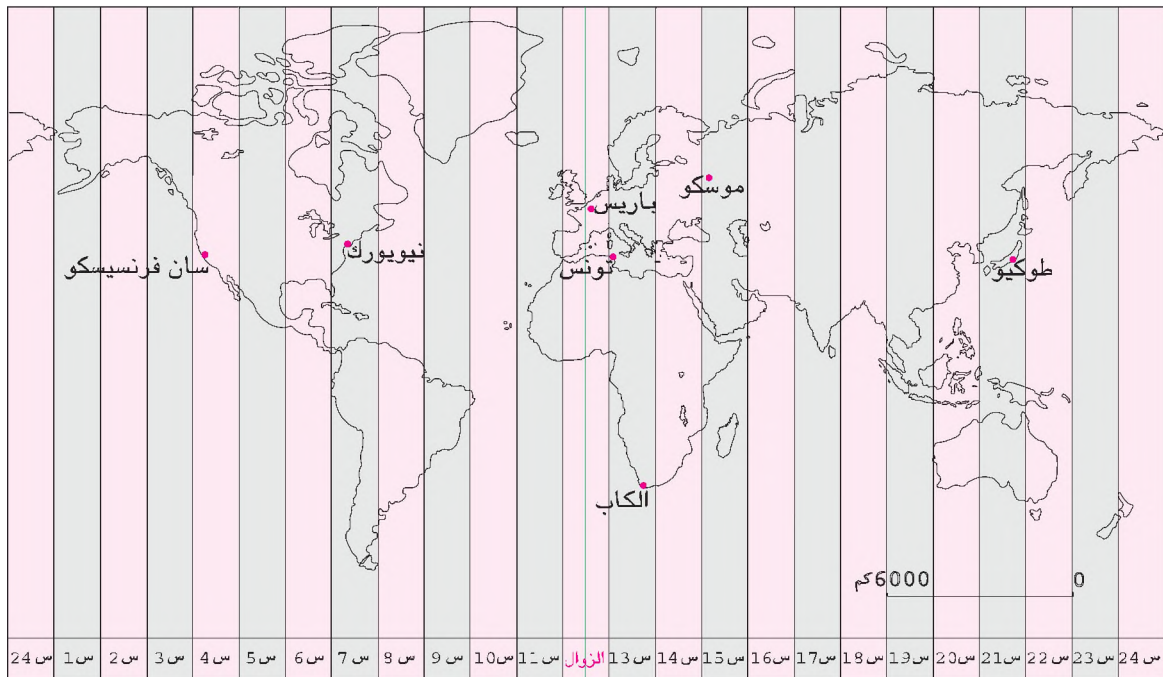 موسكو
باريس
نيويورك
سان فرنسيسكو
تونس
طوكيو
الكاب
6000كم 0
24 س
1 س
2 س
3 س
4 س
5 س
6 س
7 س
8 س
9 س
10 س
11 س
الزوال
13 س
14 س
15 س
16 س
17 س
18 س
19 س
20 س
21 س
22 س
23 س
24 س